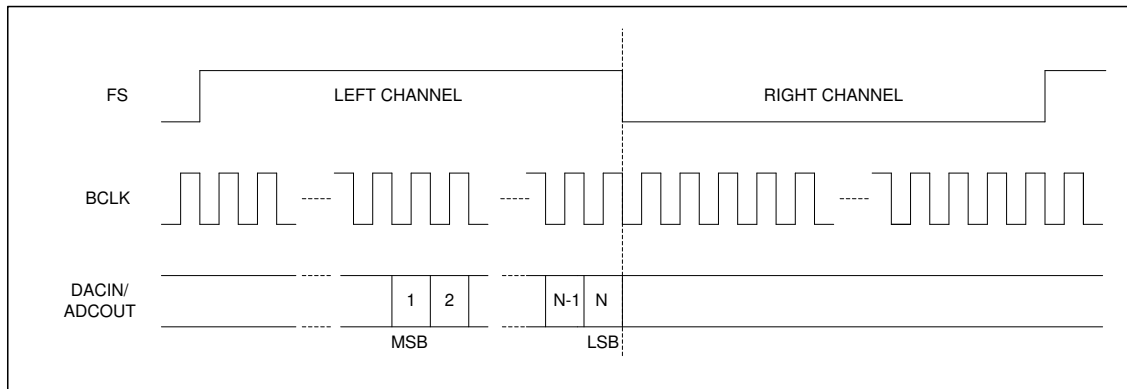 FS
LEFT CHANNEL
RIGHT CHANNEL
BCLK
DACIN/
ADCOUT
1
2
N-1
N
MSB
LSB